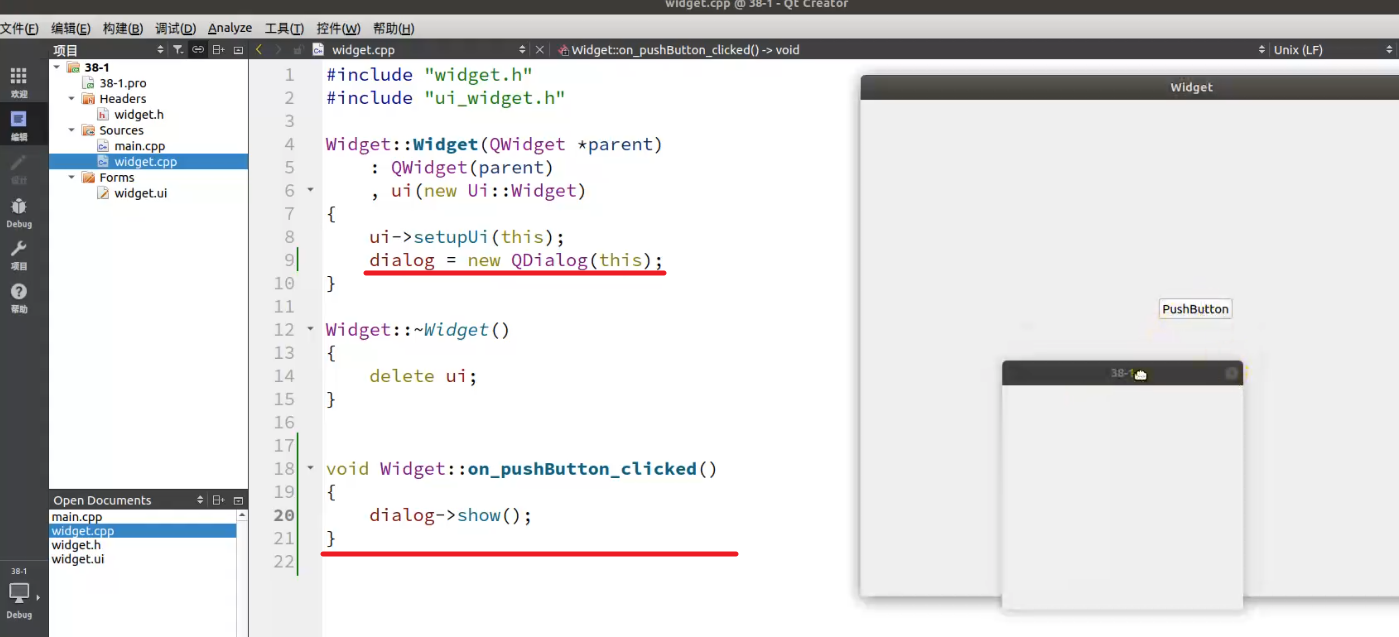 widget.cpp @ 38-1 - Qt Creator
文件(F) 编辑(E) 构建(B) 调试(D) Analyze 工具(T) 控件(W) 帮助(H)
项目
widget.cpp
Widget::on_pushButton_clicked() -> void
Unix (LF)
欢迎
编辑
设计
Debug
项目
帮助
38-1
Debug
38-1
38-1.pro
Headers
widget.h
Sources
main.cpp
widget.cpp
Forms
widget.ui
Open Documents
main.cpp
widget.cpp
widget.h
widget.ui
1 #include "widget.h"
2 #include "ui_widget.h"
3
4 Widget::Widget(QWidget *parent)
5     : QWidget(parent)
6     , ui(new Ui::Widget)
7 {
8     ui->setupUi(this);
9     dialog = new QDialog(this);
10 }
11
12 Widget::~Widget()
13 {
14     delete ui;
15 }
16
17
18 void Widget::on_pushButton_clicked()
19 {
20     dialog->show();
21 }
22
Widget
PushButton
38-1